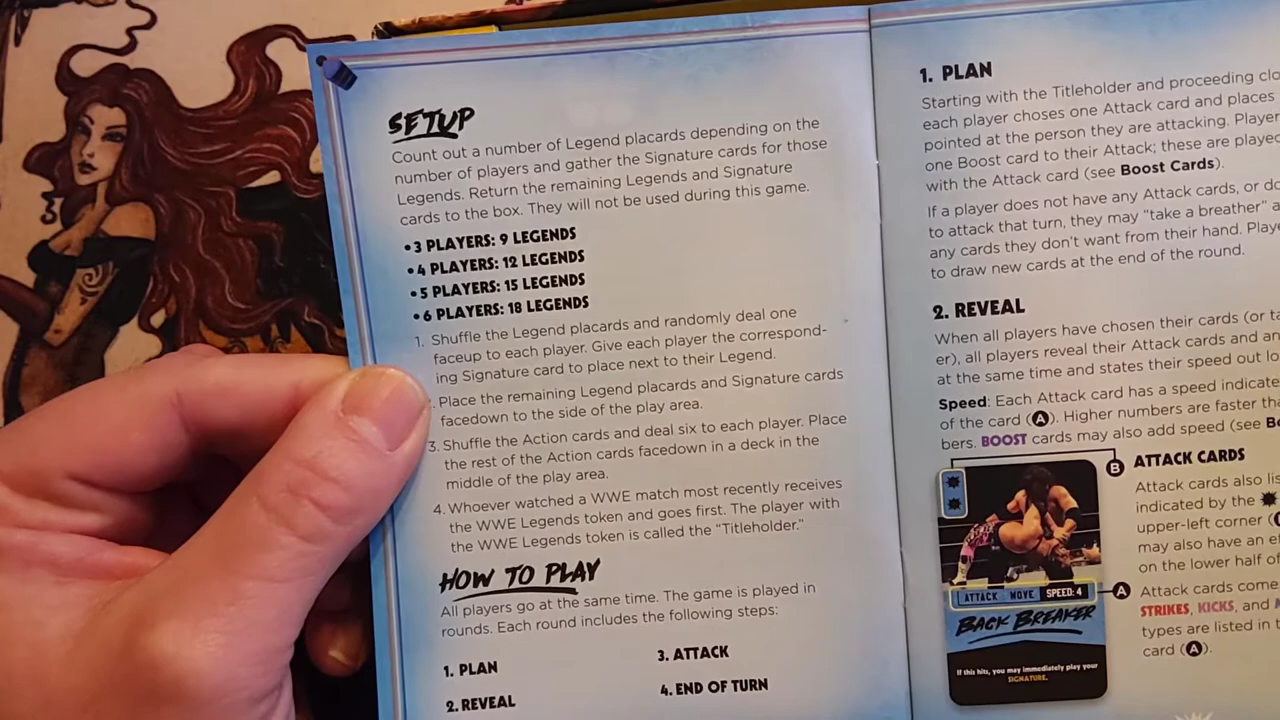 SETUP
Count out a number of Legend placards depending on the
number of players and gather the Signature cards for those
Legends. Return the remaining Legends and Signature
cards to the box. They will not be used during this game.
• 3 PLAYERS: 9 LEGENDS
• 4 PLAYERS: 12 LEGENDS
• 5 PLAYERS: 15 LEGENDS
• 6 PLAYERS: 18 LEGENDS
1. Shuffle the Legend placards and randomly deal one
faceup to each player. Give each player the correspond-
ing Signature card to place next to their Legend.
Place the remaining Legend placards and Signature cards
facedown to the side of the play area.
3. Shuffle the Action cards and deal six to each player. Place
the rest of the Action cards facedown in a deck in the
middle of the play area.
4. Whoever watched a WWE match most recently receives
the WWE Legends token and goes first. The player with
the WWE Legends token is called the "Titleholder."
HOW TO PLAY
All players go at the same time. The game is played in
rounds. Each round includes the following steps:
1. PLAN
2. REVEAL
3. ATTACK
4. END OF TURN
1. PLAN
Starting with the Titleholder and proceeding clo
each player choses one Attack card and places
pointed at the person they are attacking. Player
one Boost card to their Attack; these are playe
with the Attack card (see Boost Cards).
If a player does not have any Attack cards, or do
to attack that turn, they may "take a breather" a
any cards they don't want from their hand. Playe
to draw new cards at the end of the round.
2. REVEAL
When all players have chosen their cards (or ta
er), all players reveal their Attack cards and an
at the same time and states their speed out lo
Speed: Each Attack card has a speed indicate
of the card (A). Higher numbers are faster tha
bers. BOOST cards may also add speed (see Bo
B
ATTACK CARDS
Attack cards also lis
indicated by the
upper-left corner (
may also have an ef
on the lower half of
A
Attack cards come
STRIKES, KICKS, and
types are listed in t
card (A).
ATTACK MOVE SPEED: 4
BACK BREAKER
If this hits, you may immediately play your
SIGNATURE.